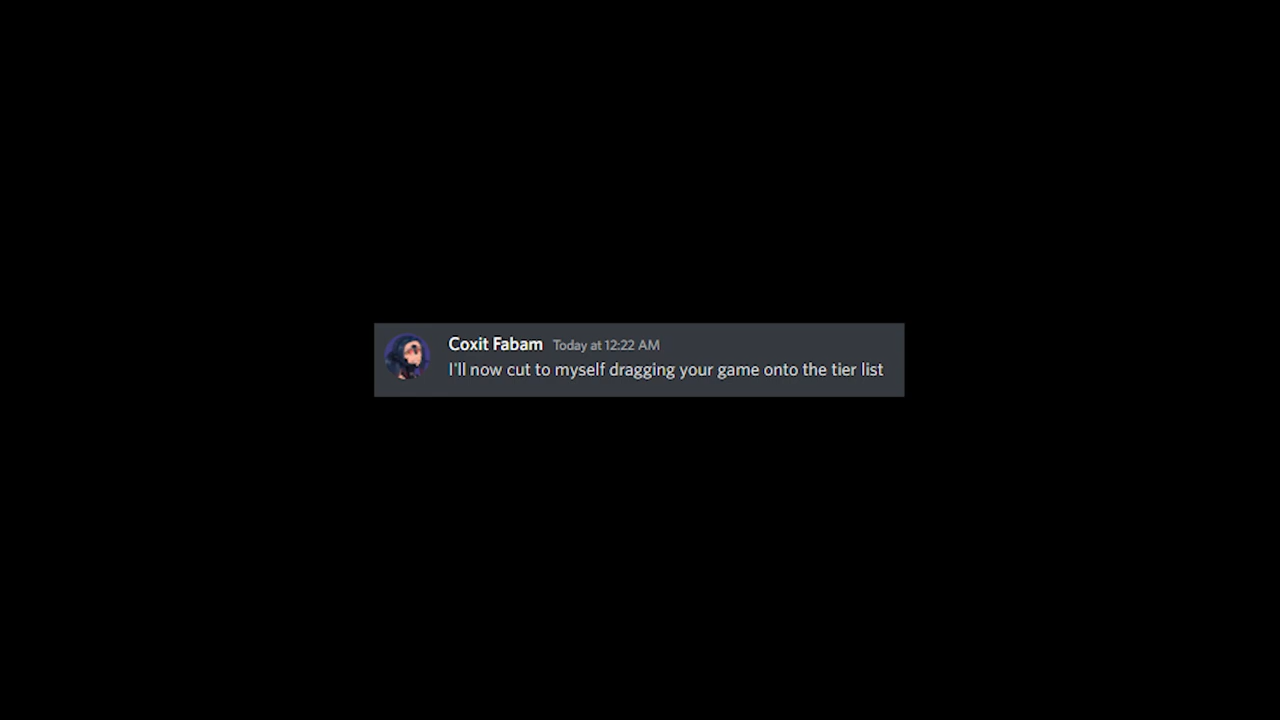 Coxit Fabam Today at 12:22 AM
I'll now cut to myself dragging your game onto the tier list